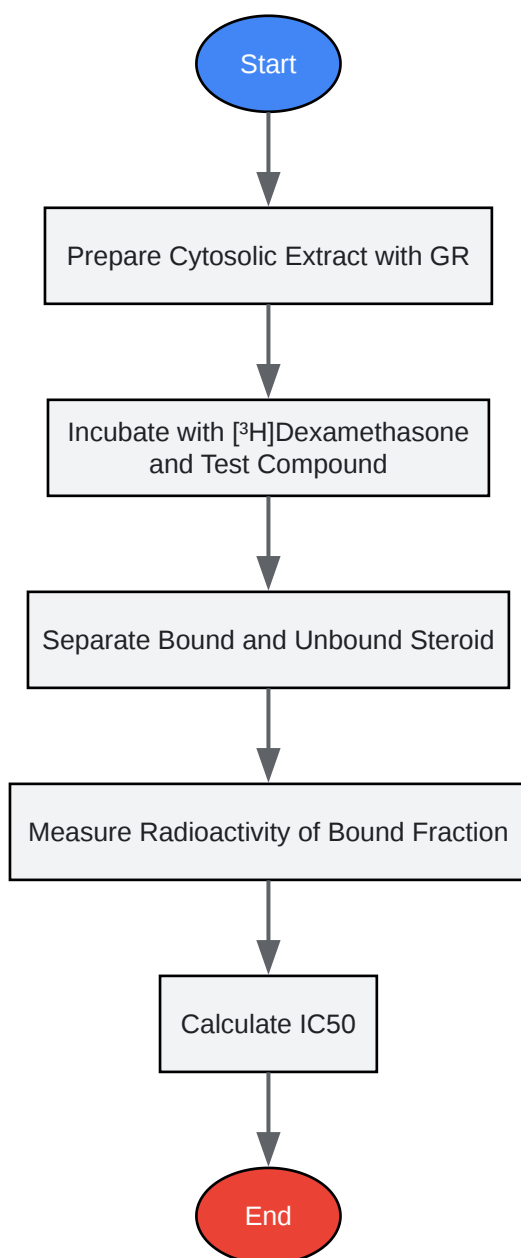 Start
Prepare Cytosolic Extract with GR
Incubate with [³H]Dexamethasone
and Test Compound
Separate Bound and Unbound Steroid
Measure Radioactivity of Bound Fraction
Calculate IC50
End